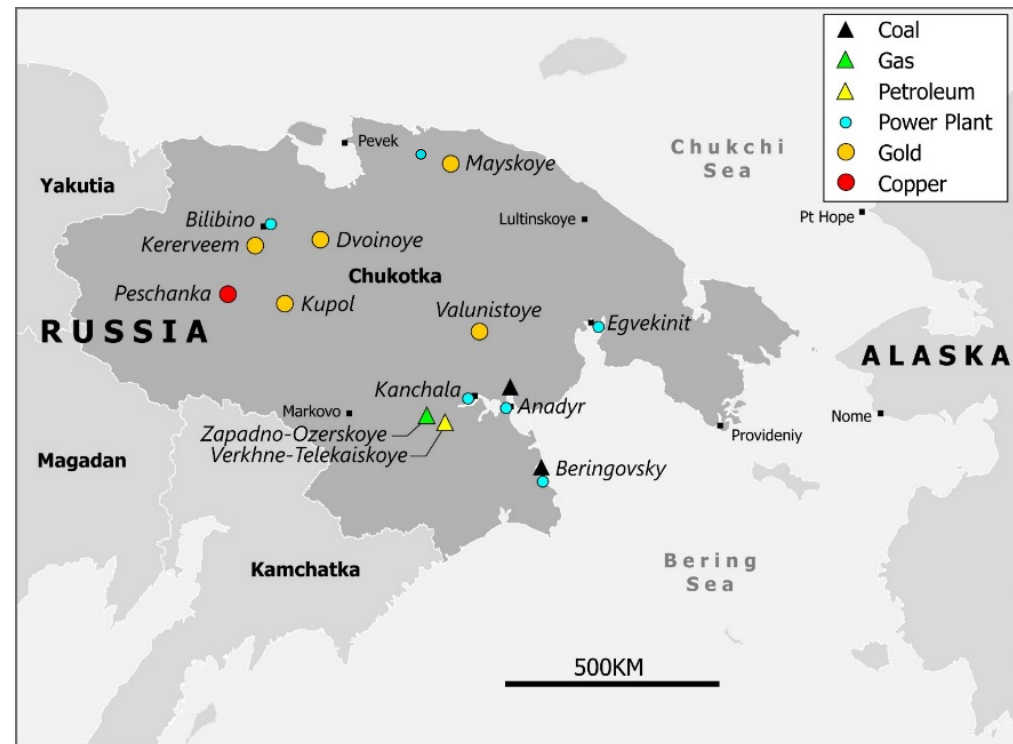 Coal
Gas
Petroleum
Power Plant
Gold
Copper
Pevek
Chukchi
Sea
Mayskoye
Yakutia
Bilibino
Lultinskoye
Pt Hope
Kererveem
Dvoinoye
Chukotka
Peschanka
Kupol
Valunistoye
RUSSIA
Egvekinit
ALASKA
Kanchala
Anadyr
Markovo
Nome
Zapadno-Ozerskoye
Provideniy
Verkhne-Telekaiskoye
Magadan
Beringovsky
Kamchatka
Bering
Sea
500KM